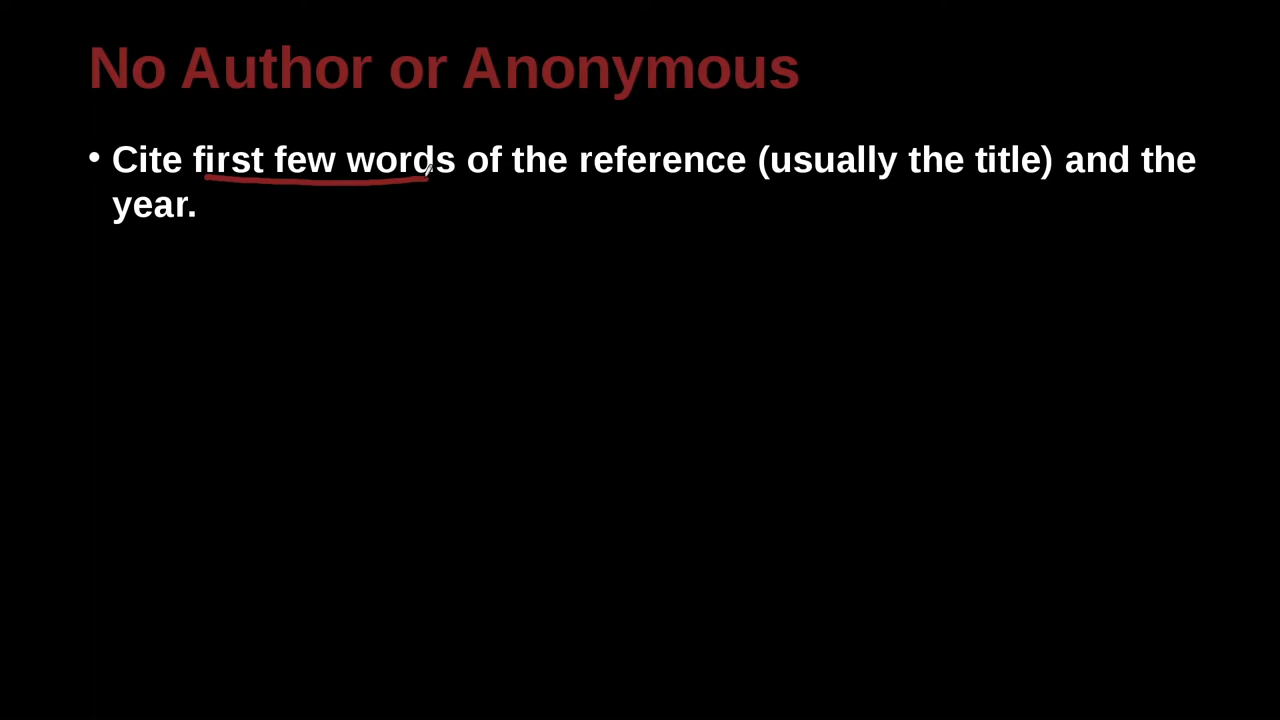 No Author or Anonymous
• Cite first few words of the reference (usually the title) and the
year.